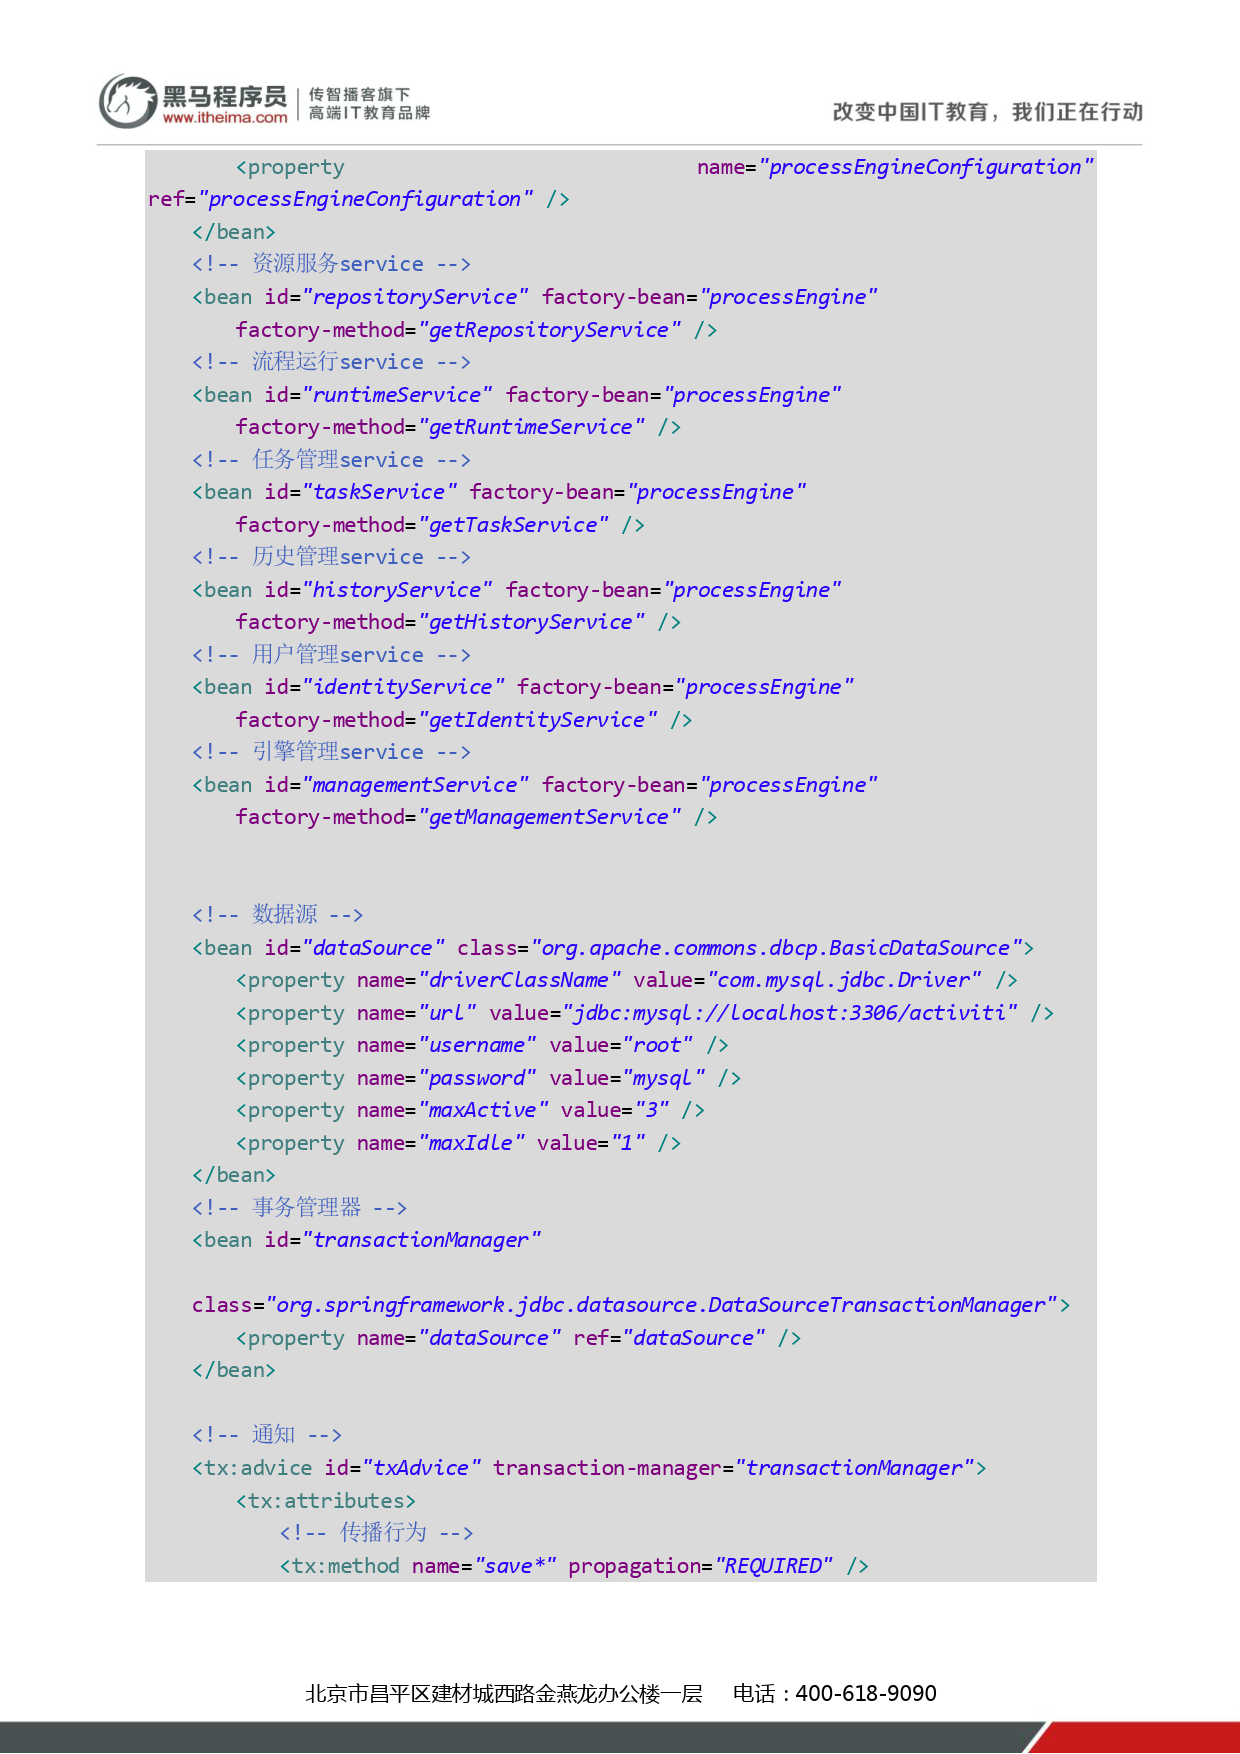 黑马程序员
www.itheima.com
传智播客旗下
高端IT教育品牌
改变中国IT教育，我们正在行动
<property name="processEngineConfiguration"
ref="processEngineConfiguration" />
</bean>
<!-- 资源服务service -->
<bean id="repositoryService" factory-bean="processEngine"
factory-method="getRepositoryService" />
<!-- 流程运行service -->
<bean id="runtimeService" factory-bean="processEngine"
factory-method="getRuntimeService" />
<!-- 任务管理service -->
<bean id="taskService" factory-bean="processEngine"
factory-method="getTaskService" />
<!-- 历史管理service -->
<bean id="historyService" factory-bean="processEngine"
factory-method="getHistoryService" />
<!-- 用户管理service -->
<bean id="identityService" factory-bean="processEngine"
factory-method="getIdentityService" />
<!-- 引擎管理service -->
<bean id="managementService" factory-bean="processEngine"
factory-method="getManagementService" />
<!-- 数据源 -->
<bean id="dataSource" class="org.apache.commons.dbcp.BasicDataSource">
<property name="driverClassName" value="com.mysql.jdbc.Driver" />
<property name="url" value="jdbc:mysql://localhost:3306/activiti" />
<property name="username" value="root" />
<property name="password" value="mysql" />
<property name="maxActive" value="3" />
<property name="maxIdle" value="1" />
</bean>
<!-- 事务管理器 -->
<bean id="transactionManager"
class="org.springframework.jdbc.datasource.DataSourceTransactionManager">
<property name="dataSource" ref="dataSource" />
</bean>
<!-- 通知 -->
<tx:advice id="txAdvice" transaction-manager="transactionManager">
<tx:attributes>
<!-- 传播行为 -->
<tx:method name="save*" propagation="REQUIRED" />
北京市昌平区建材城西路金燕龙办公楼一层 电话：400-618-9090